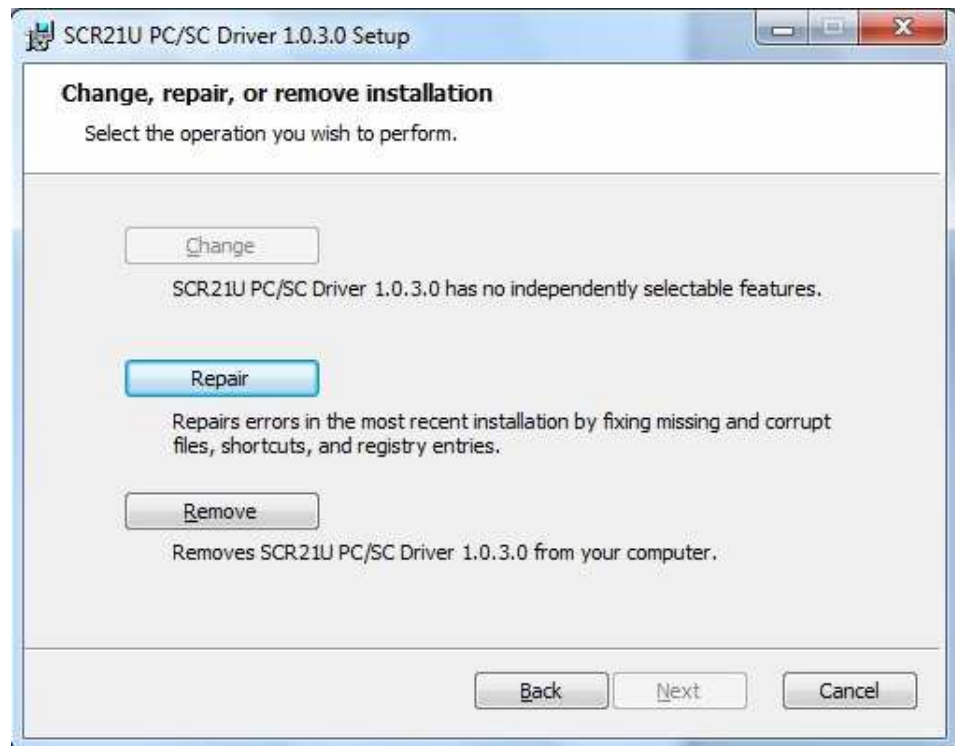 SCR21U PC/SC Driver 1.0.3.0 Setup
Change, repair, or remove installation
Select the operation you wish to perform.
Change
SCR21U PC/SC Driver 1.0.3.0 has no independently selectable features.
Repair
Repairs errors in the most recent installation by fixing missing and corrupt
files, shortcuts, and registry entries.
Remove
Removes SCR21U PC/SC Driver 1.0.3.0 from your computer.
Back Next Cancel